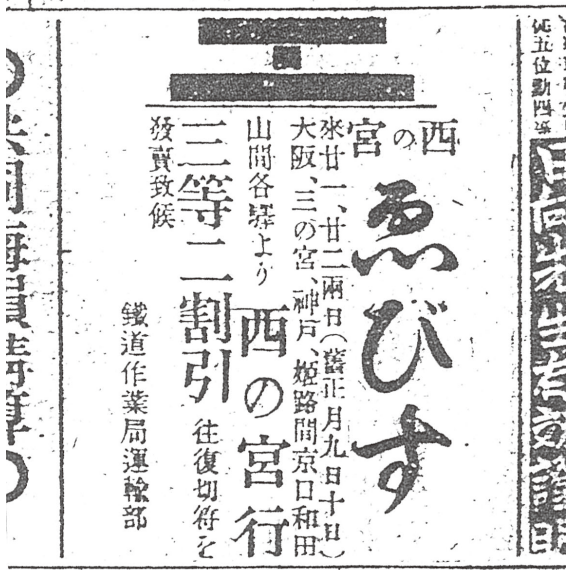 西の宮
ゑびす
來廿一、廿二兩日(舊正月九日十日)
大阪、三の宮、神戸、姫路間京口和田
山間各驛より西の宮行
三等二割引往復切符を
發賣致候
鐵道作業局運輸部